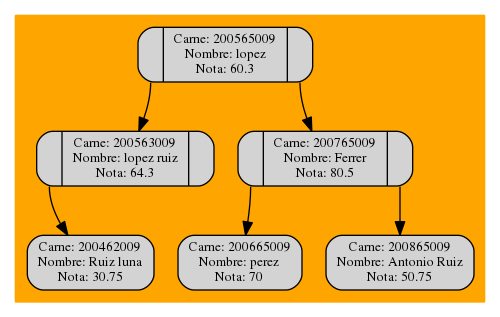 Carne: 200565009
Nombre: lopez
Nota: 60.3
Carne: 200563009
Nombre: lopez ruiz
Nota: 64.3
Carne: 200765009
Nombre: Ferrer
Nota: 80.5
Carne: 200462009
Nombre: Ruiz luna
Nota: 30.75
Carne: 200665009
Nombre: perez
Nota: 70
Carne: 200865009
Nombre: Antonio Ruiz
Nota: 50.75